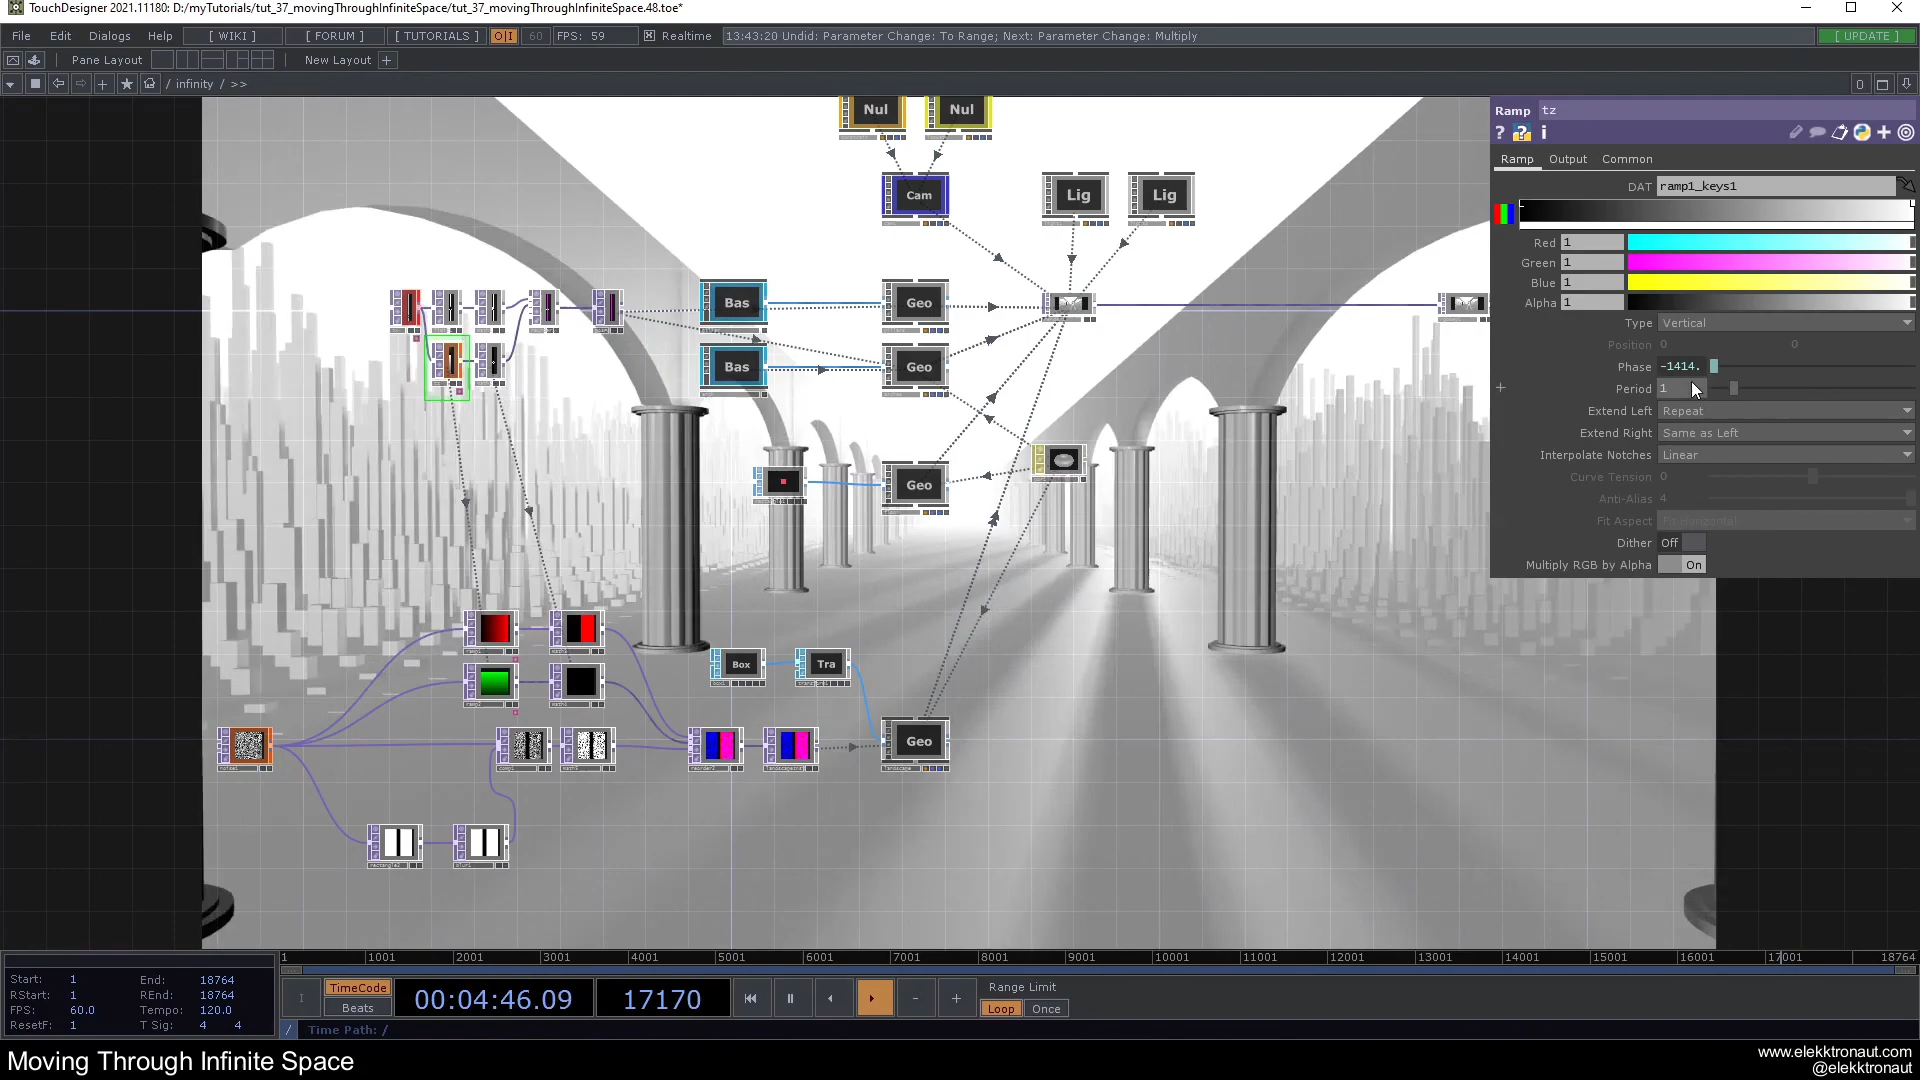 TouchDesigner 2021.11180: D:/myTutorials/tut_37_movingThroughInfiniteSpace/tut_37_movingThroughInfiniteSpace.48.toe*
File Edit Dialogs Help [ WIKI ] [ FORUM ] [ TUTORIALS ] O|I 60 FPS: 59 Realtime 13:43:20 Undid: Parameter Change: To Range; Next: Parameter Change: Multiply [ UPDATE ]
Pane Layout New Layout +
/ infinity / >> 0
Nul Nul
Cam Lig Lig
Bas Geo
Bas Geo
Geo
Box Tra
Geo
Ramp tz
? ? i
Ramp Output Common
DAT ramp1_keys1
Red 1
Green 1
Blue 1
Alpha 1
Type Vertical
Position 0 0
Phase -1414.
+ Period 1
Extend Left Repeat
Extend Right Same as Left
Interpolate Notches Linear
Curve Tension 0
Anti-Alias 4
Fit Aspect Fit Horizontal
Dither Off
Multiply RGB by Alpha On
1 1001 2001 3001 4001 5001 6001 7001 8001 9001 10001 11001 12001 13001 14001 15001 16001 17001 18764
Start: 1 End: 18764
RStart: 1 REnd: 18764
FPS: 60.0 Tempo: 120.0
ResetF: 1 T Sig: 4 4
TimeCode
Beats
00:04:46.09 17170
- +
Range Limit
Loop Once
/ Time Path: /
Moving Through Infinite Space
www.elekktronaut.com
@elekktronaut